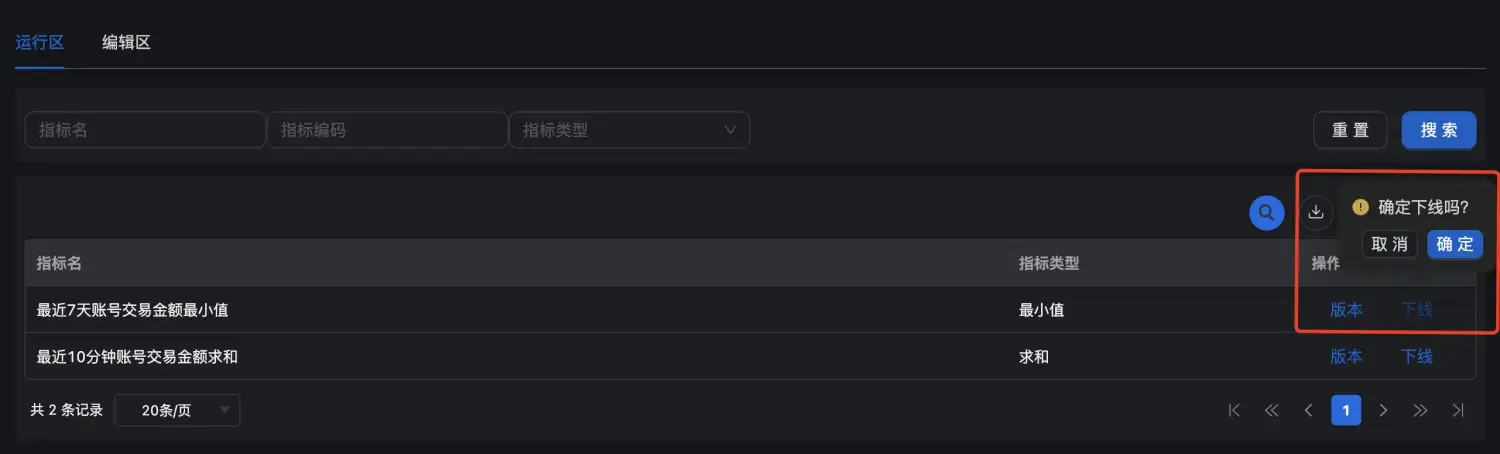 运行区 编辑区
指标名 指标编码 指标类型 重置 搜索
确定下线吗?
取消 确定
指标名 指标类型 操作
最近7天账号交易金额最小值 最小值 版本 下线
最近10分钟账号交易金额求和 求和 版本 下线
共 2 条记录 20条/页 1